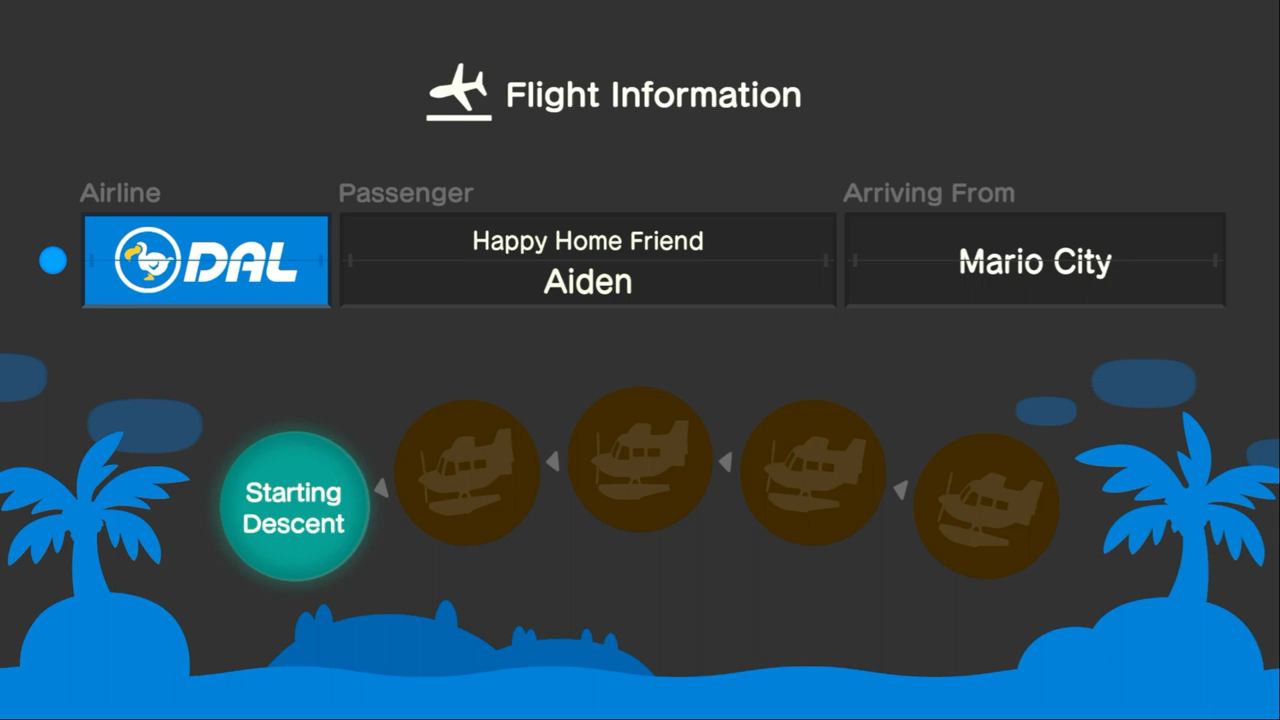 Flight Information
Airline
Passenger
Arriving From
DAL
Happy Home Friend
Aiden
Mario City
Starting
Descent